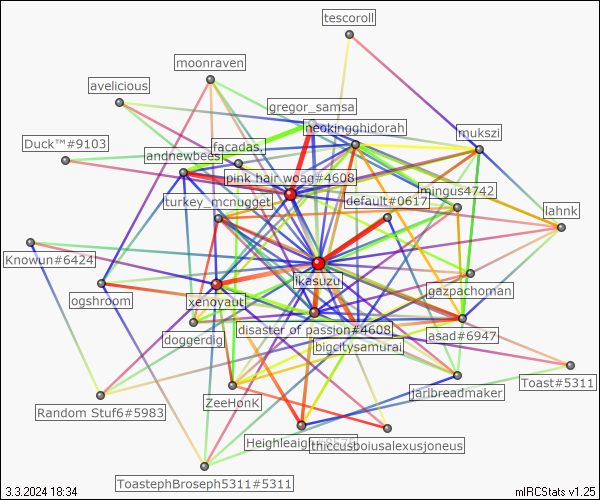 tescoroll
moonraven
avelicious
gregor_samsa
neokingghidorah
mukszi
Duck™#9103
facadas,
andnewbees
pink hair woag#4608
mingus4742
turkey_mcnugget
default#0617
lahnk
Knowun#6424
ikasuzu
gazpachoman
ogshroom
xenoyaut
disaster of passion#4608
asad#6947
doggerdig
bigcitysamurai
Toast#5311
jarlbreadmaker
Random Stuf6#5983
ZeeHonK
Heighleaigh
thiccusboiusalexusjoneus
ToastephBroseph5311#5311
3.3.2024 18:34
mIRCStats v1.25